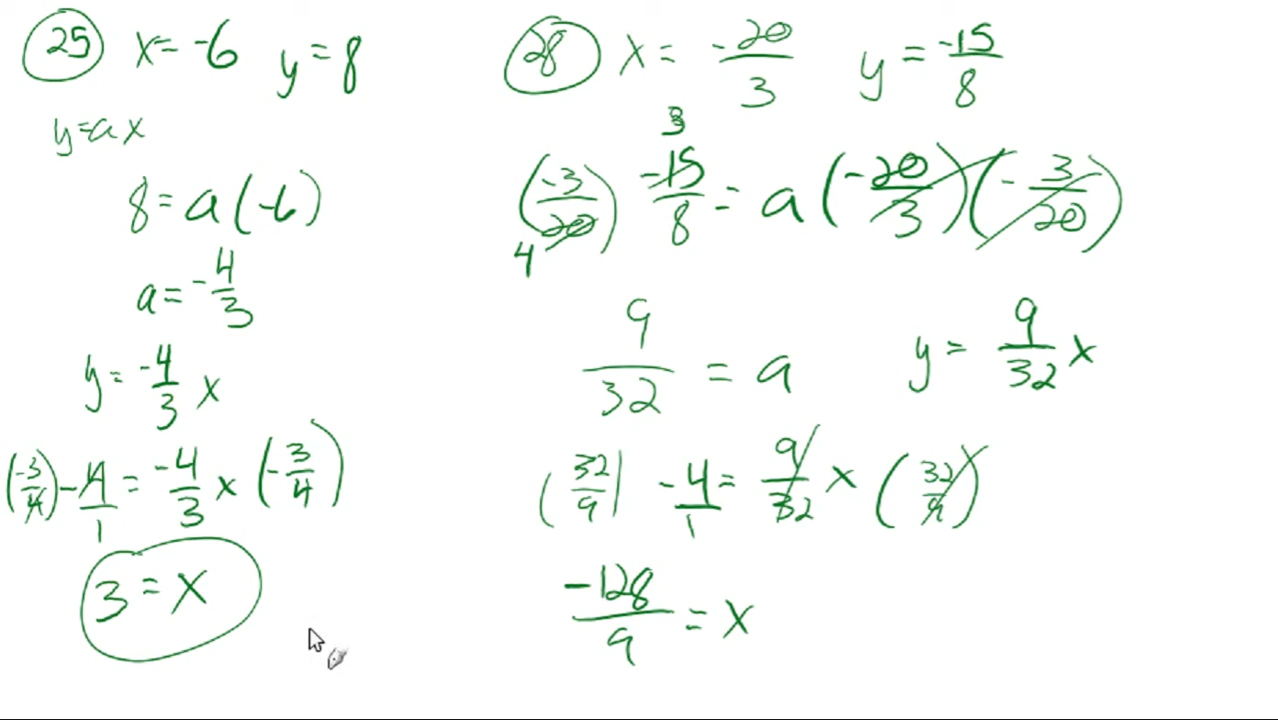 25 x = -6 y = 8
y = ax
8 = a(-6)
a = -4/3
y = -4/3 x
(-3/4) -4/1 = -4/3 x (-3/4)
3 = x
28 x = -20/3 y = -15/8
3
(-3/20) -15/8 = a(-20/3)(-3/20)
4
9/32 = a y = 9/32 x
(32/9) -4/1 = 9/32 x (32/9)
-128/9 = x